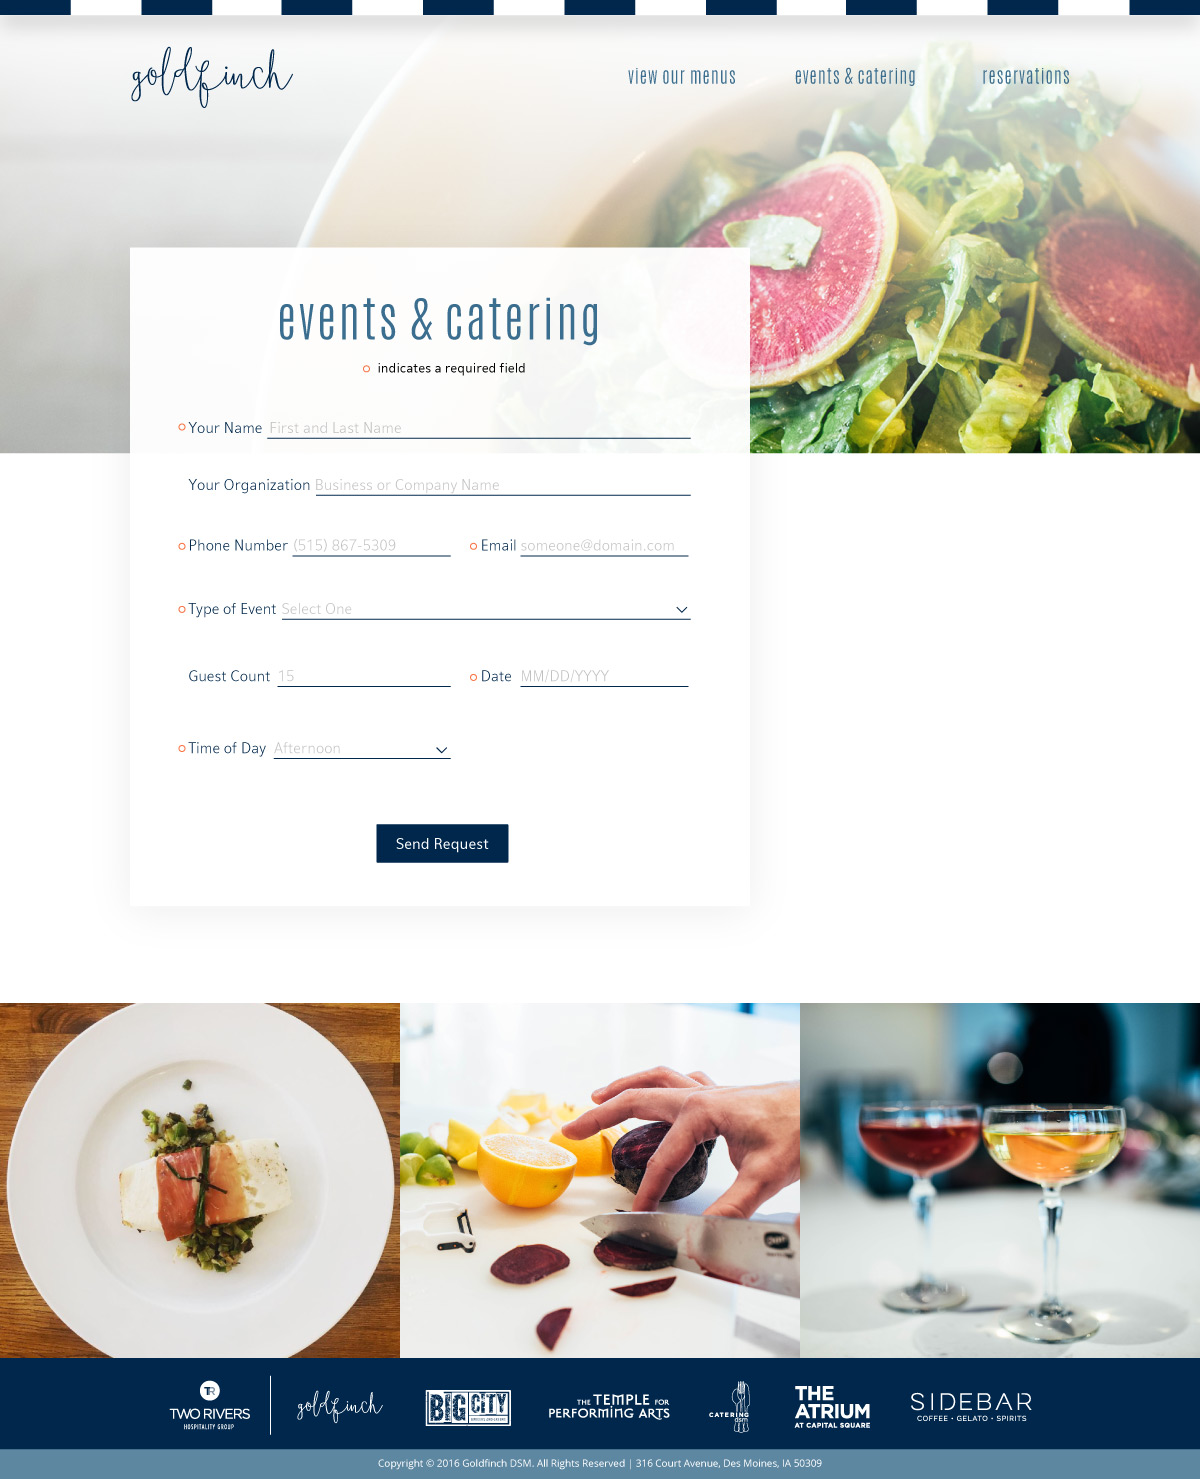 goldfinch
view our menus
events & catering
reservations
events & catering
indicates a required field
Your Name First and Last Name
Your Organization Business or Company Name
Phone Number (515) 867-5309
Email someone@domain.com
Type of Event Select One
Guest Count 15
Date MM/DD/YYYY
Time of Day Afternoon
Send Request
TR
TWO RIVERS
HOSPITALITY GROUP
goldfinch
BIG CITY
THE TEMPLE FOR
PERFORMING ARTS
CATERING
dsm
THE
ATRIUM
AT CAPITAL SQUARE
SIDEBAR
COFFEE • GELATO • SPIRITS
Copyright © 2016 Goldfinch DSM. All Rights Reserved | 316 Court Avenue, Des Moines, IA 50309